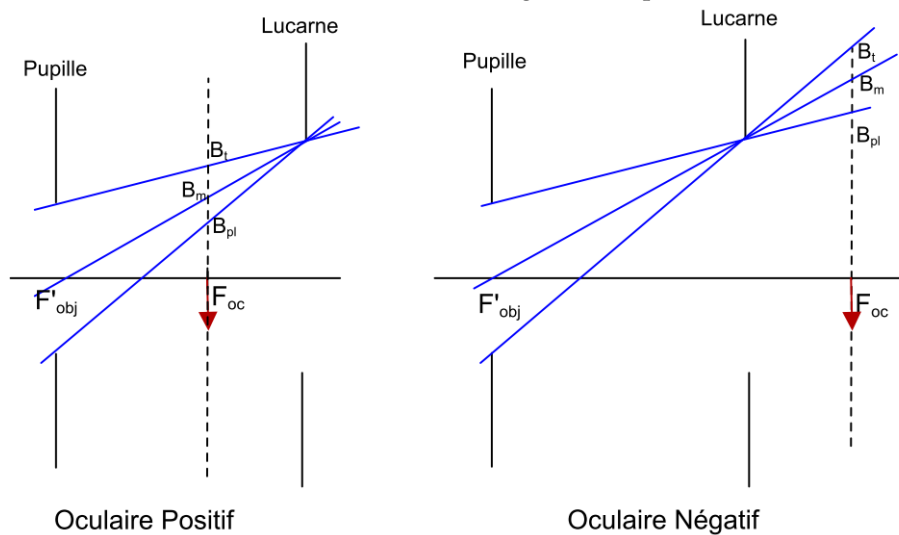 Lucarne
Pupille
Bt
Bm
Bpl
F'obj
Foc
Oculaire Positif
Lucarne
Pupille
Bt
Bm
Bpl
F'obj
Foc
Oculaire Négatif